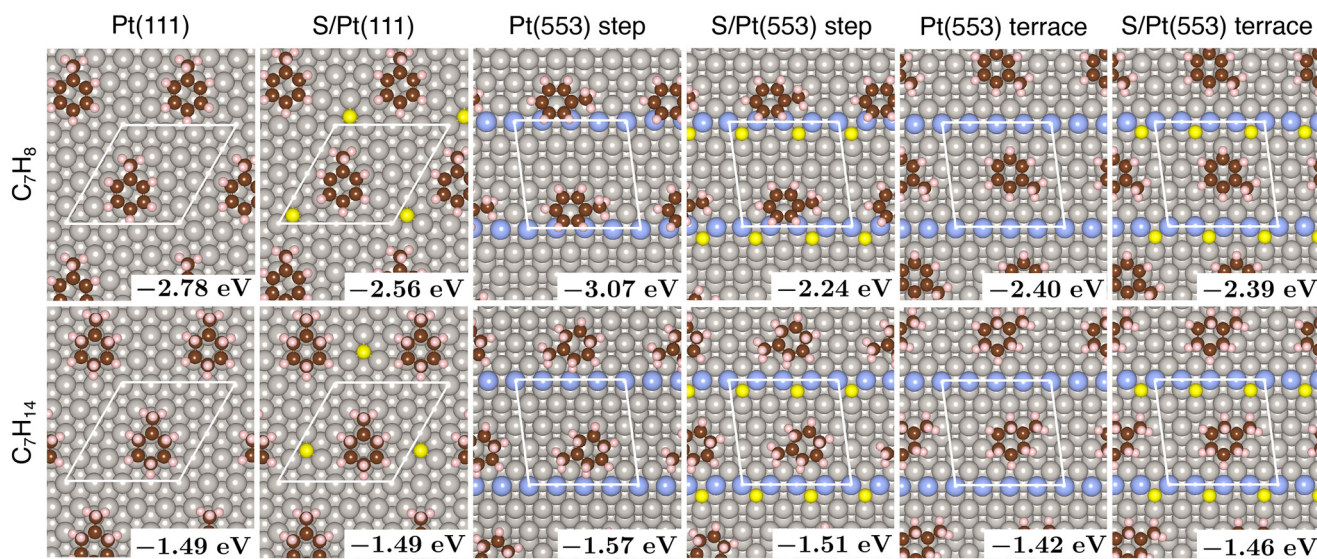 Pt(111) S/Pt(111) Pt(553) step S/Pt(553) step Pt(553) terrace S/Pt(553) terrace
C₇H₈
−2.78 eV −2.56 eV −3.07 eV −2.24 eV −2.40 eV −2.39 eV
C₇H₁₄
−1.49 eV −1.49 eV −1.57 eV −1.51 eV −1.42 eV −1.46 eV